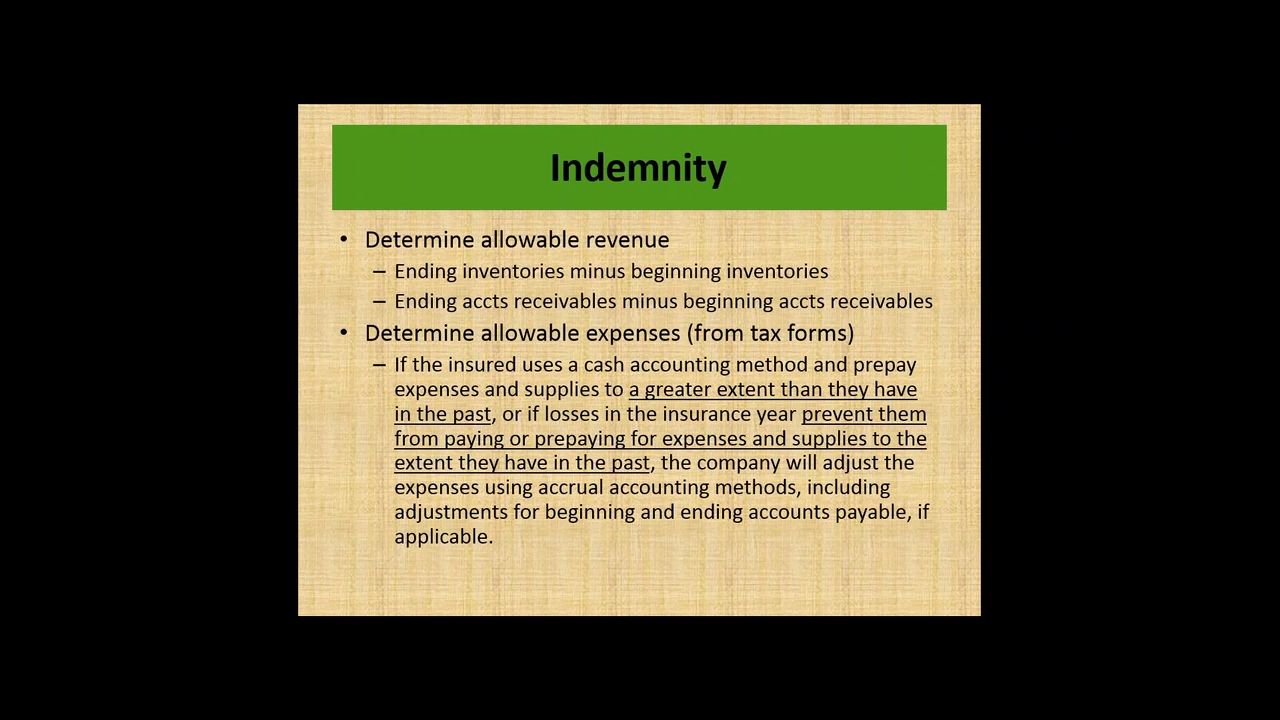 Indemnity
• Determine allowable revenue
– Ending inventories minus beginning inventories
– Ending accts receivables minus beginning accts receivables
• Determine allowable expenses (from tax forms)
– If the insured uses a cash accounting method and prepay
expenses and supplies to a greater extent than they have
in the past, or if losses in the insurance year prevent them
from paying or prepaying for expenses and supplies to the
extent they have in the past, the company will adjust the
expenses using accrual accounting methods, including
adjustments for beginning and ending accounts payable, if
applicable.